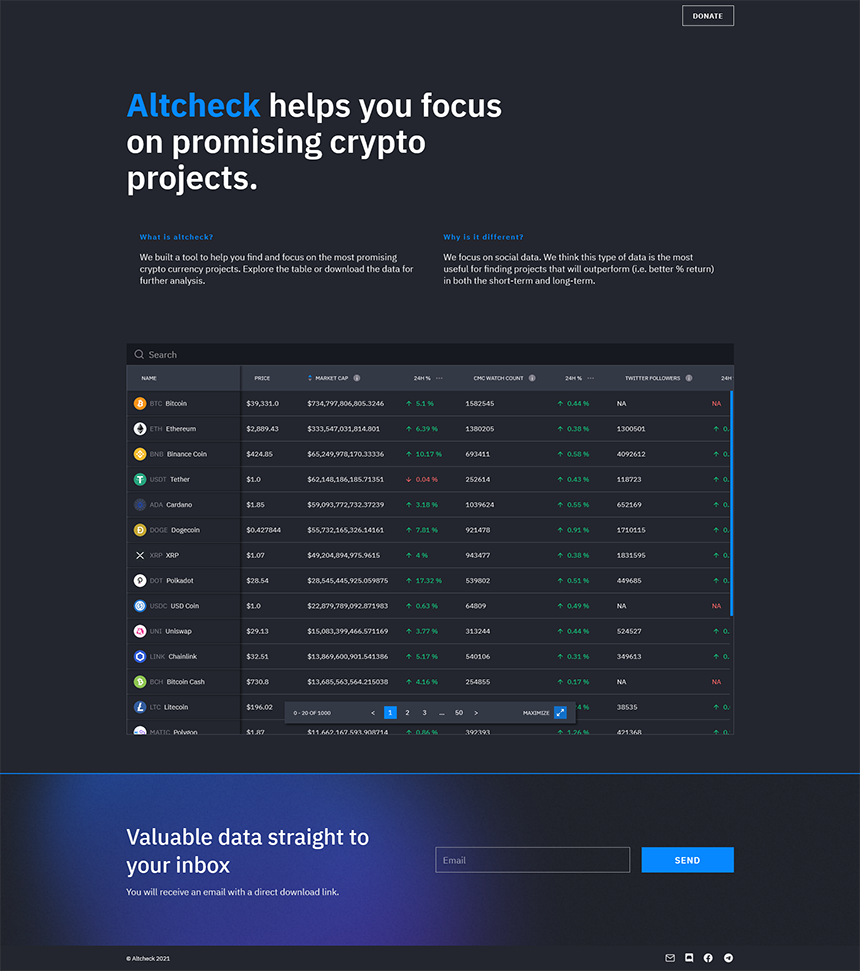 DONATE
Altcheck helps you focus
on promising crypto
projects.
What is altcheck?
We built a tool to help you find and focus on the most promising
crypto currency projects. Explore the table or download the data for
further analysis.
Why is it different?
We focus on social data. We think this type of data is the most
useful for finding projects that will outperform (i.e. better % return)
in both the short-term and long-term.
Search
NAME PRICE MARKET CAP 24H % ... CMC WATCH COUNT 24H % ... TWITTER FOLLOWERS 24H
BTC Bitcoin $39,331.0 $734,797,806,805.3246 ↑ 5.1 % 1582545 ↑ 0.44 % NA NA
ETH Ethereum $2,889.43 $333,547,031,814.801 ↑ 6.39 % 1380205 ↑ 0.38 % 1300501 ↑ 0.
BNB Binance Coin $424.85 $65,249,978,170.33336 ↑ 10.17 % 693411 ↑ 0.58 % 4092612 ↑ 0.
USDT Tether $1.0 $62,148,186,185.71351 ↓ 0.04 % 252614 ↑ 0.43 % 118723 ↑ 0.
ADA Cardano $1.85 $59,093,772,732.37239 ↑ 3.18 % 1039624 ↑ 0.55 % 652169 ↑ 0.
DOGE Dogecoin $0.427844 $55,732,165,326.14161 ↑ 7.81 % 921478 ↑ 0.91 % 1710115 ↑ 0.
XRP XRP $1.07 $49,204,894,975.9615 ↑ 4 % 943477 ↑ 0.38 % 1831595 ↑ 0.
DOT Polkadot $28.54 $28,545,445,925.059875 ↑ 17.32 % 539802 ↑ 0.51 % 449685 ↑ 0.
USDC USD Coin $1.0 $22,879,789,092.871983 ↑ 0.63 % 64809 ↑ 0.49 % NA NA
UNI Uniswap $29.13 $15,083,399,466.571169 ↑ 3.77 % 313244 ↑ 0.44 % 524527 ↑ 0.
LINK Chainlink $32.51 $13,869,600,901.541386 ↑ 5.17 % 540106 ↑ 0.31 % 349613 ↑ 0.
BCH Bitcoin Cash $730.8 $13,685,563,564.215038 ↑ 4.16 % 254855 ↑ 0.17 % NA NA
LTC Litecoin $196.02 4 % 38535 ↑ 0.
0 - 20 OF 1000 < 1 2 3 ... 50 > MAXIMIZE
MATIC Polygon $1.87 $11,662,167,593.908714 ↑ 0.86 % 392393 ↑ 1.26 % 421368 ↑ 0.
Valuable data straight to
your inbox
You will receive an email with a direct download link.
Email
SEND
© Altcheck 2021